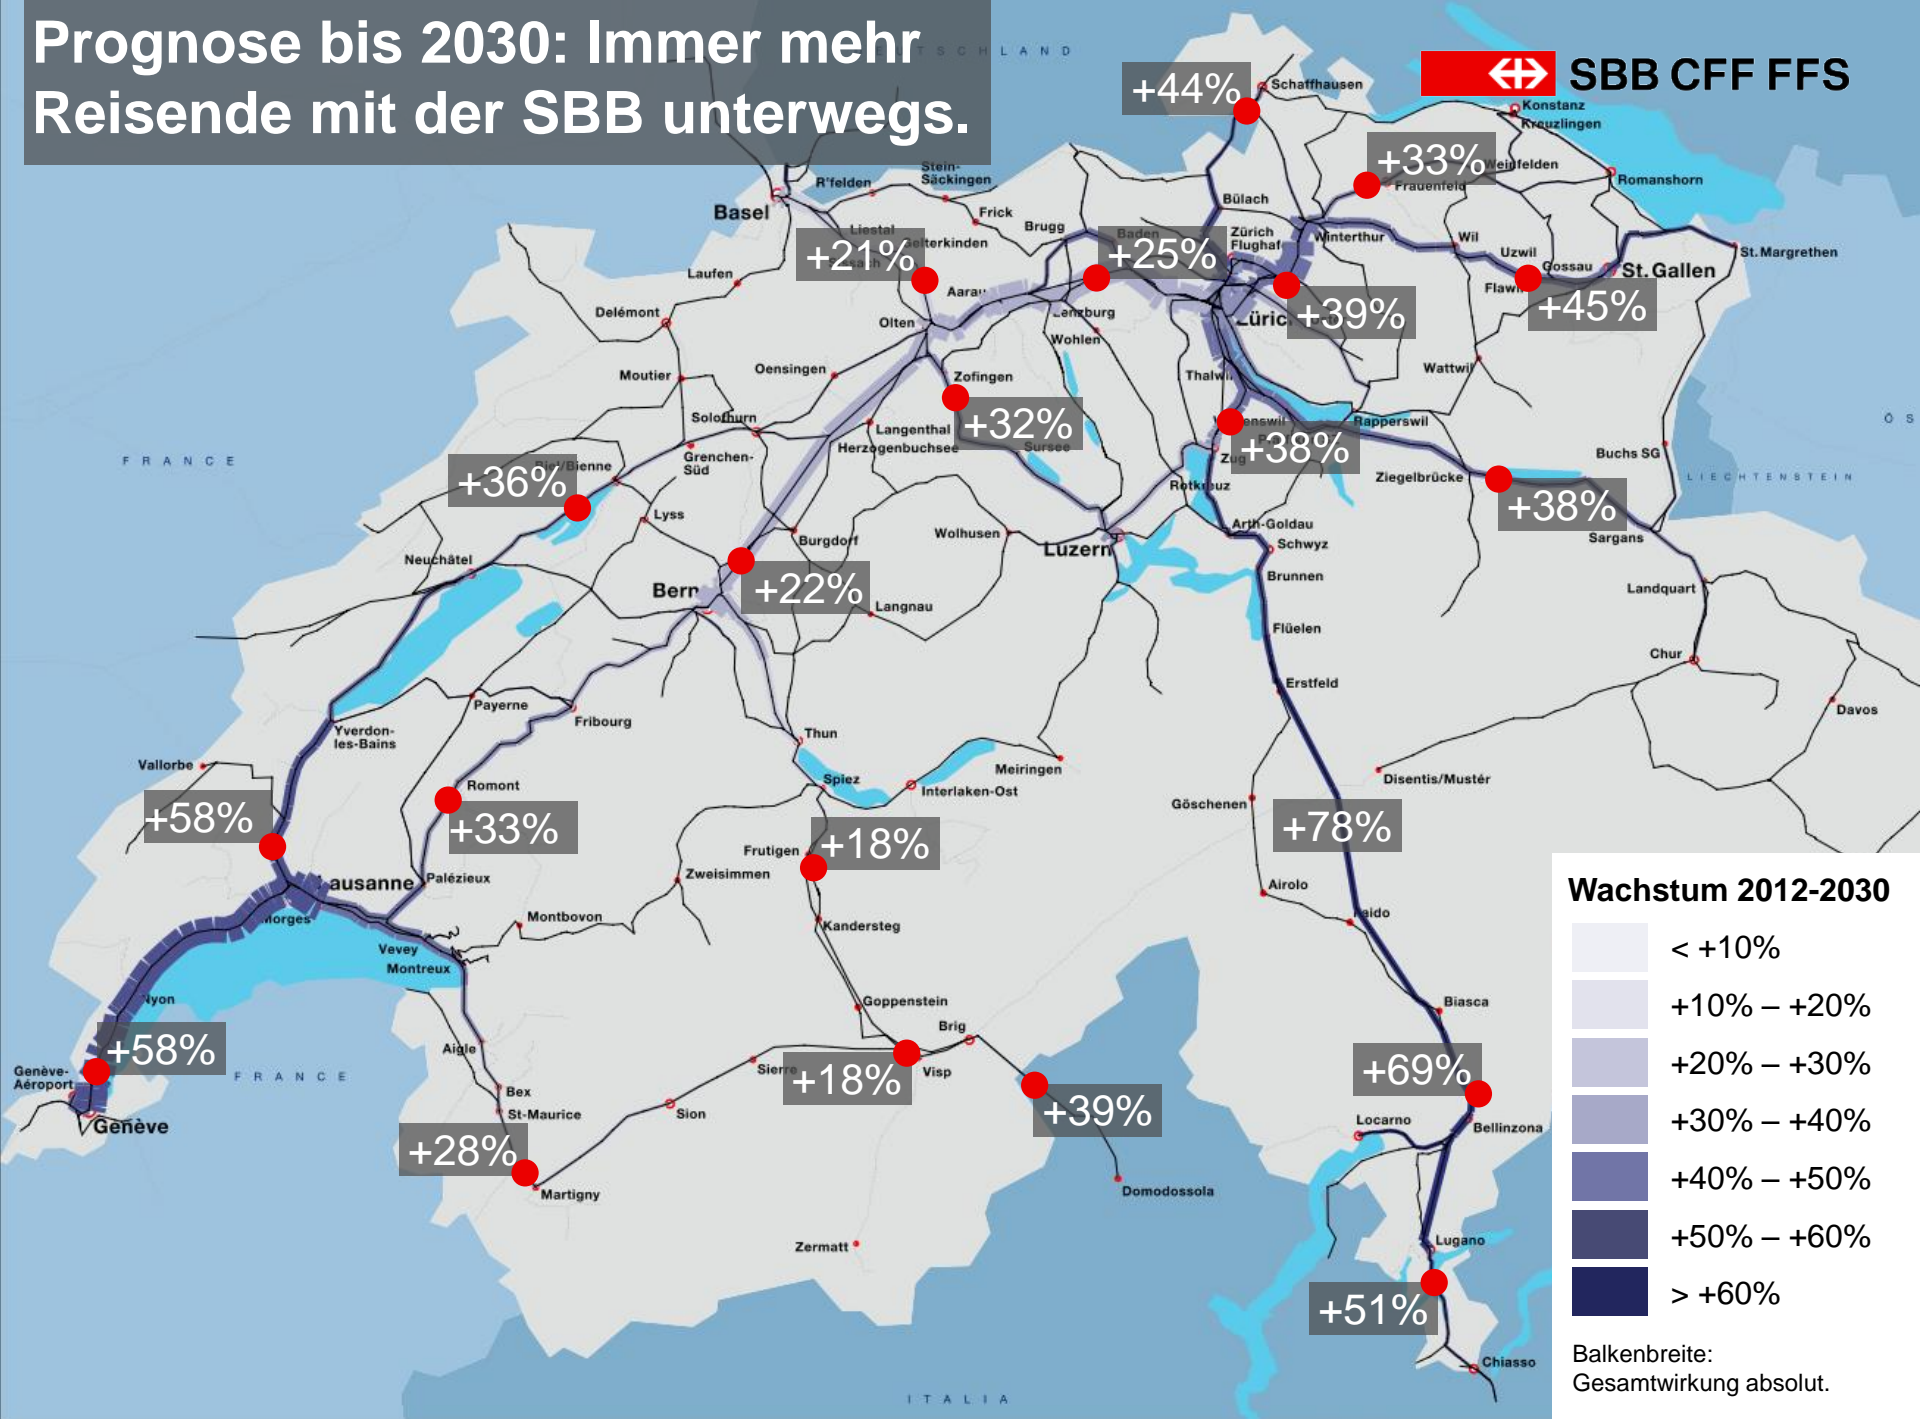 Prognose bis 2030: Immer mehr
Reisende mit der SBB unterwegs.
SBB CFF FFS
+44%
Schaffhausen
Konstanz
Kreuzlingen
+33%
Weinfelden
Frauenfeld
Romanshorn
Stein-
Säckingen
R'felden
Basel
Frick
Bülach
Brugg
Baden
Zürich
Flughaf
Winterthur
Wil
Uzwil
Gossau
St.Gallen
St.Margrethen
Liestal
Gelterkinden
Sissach
+21%
+25%
Laufen
Aarau
Flawil
+45%
+39%
Delémont
Olten
Lenzburg
Wohlen
Moutier
Oensingen
Zofingen
Thalwil
Wattwil
Solothurn
Langenthal
+32%
Rapperswil
Herzogenbuchsee
Sursee
+38%
Zug
Buchs SG
FRANCE
Grenchen-
Süd
Biel/Bienne
+36%
Ziegelbrücke
LIECHTENSTEIN
Rotkreuz
+38%
Lyss
Burgdorf
Wolhusen
Luzern
Arth-Goldau
Schwyz
Sargans
Neuchâtel
Brunnen
Bern
+22%
Langnau
Landquart
Flüelen
Chur
Erstfeld
Payerne
Fribourg
Davos
Yverdon-
les-Bains
Thun
Vallorbe
Meiringen
Spiez
Interlaken-Ost
Disentis/Mustér
Romont
Göschenen
+58%
+33%
+18%
+78%
Frutigen
Zweisimmen
Lausanne
Palézieux
Airolo
Faido
Morges
Montbovon
Kandersteg
Vevey
Montreux
Nyon
Goppenstein
Biasca
Brig
+58%
Aigle
Genève-
Aéroport
FRANCE
Sierre
+18%
Visp
+69%
Bex
St-Maurice
Sion
+39%
Locarno
Bellinzona
Genève
+28%
Martigny
Domodossola
Zermatt
Lugano
+51%
Chiasso
ITALIA
Wachstum 2012-2030
< +10%
+10% – +20%
+20% – +30%
+30% – +40%
+40% – +50%
+50% – +60%
> +60%
Balkenbreite:
Gesamtwirkung absolut.